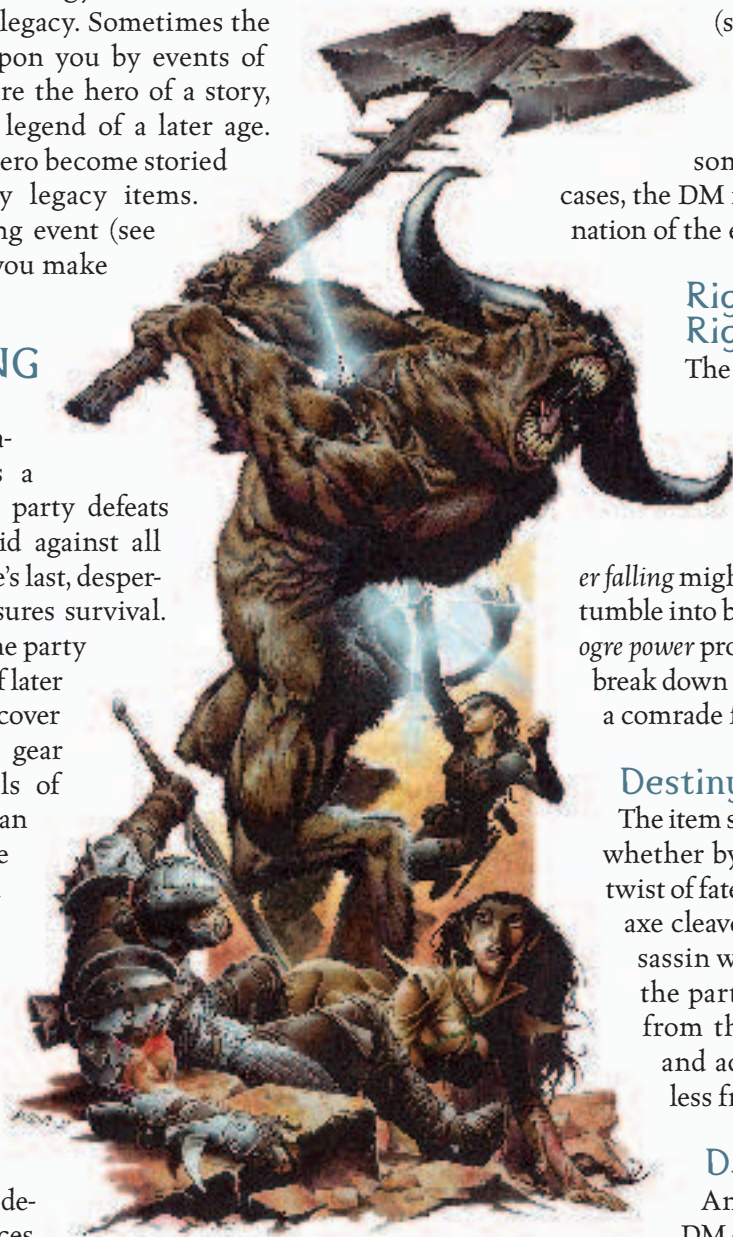 legacy. Sometimes the
pon you by events of
re the hero of a story,
legend of a later age.
ero become storied
y legacy items.
ng event (see
you make
NG
a-
s a
party defeats
id against all
e's last, desper-
sures survival.
he party
f later
cover
gear
ls of
an
e
de-
ces
(s
som
cases, the DM
nation of the e
Rig
Rig
The
er falling migh
tumble into b
ogre power pro
break down
a comrade f
Destiny
The item s
whether by
twist of fate
axe cleave
sassin w
the part
from th
and ac
less fr
D
An
DM